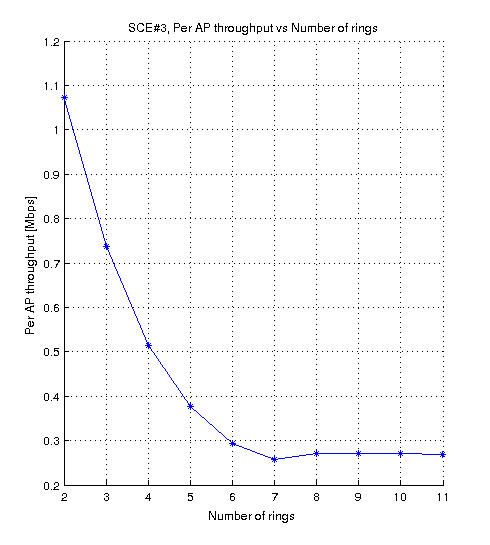 SCE#3, Per AP throughput vs Number of rings
1.2
1.1
1
0.9
0.8
0.7
0.6
0.5
0.4
0.3
0.2
Per AP throughput [Mbps]
2 3 4 5 6 7 8 9 10 11
Number of rings